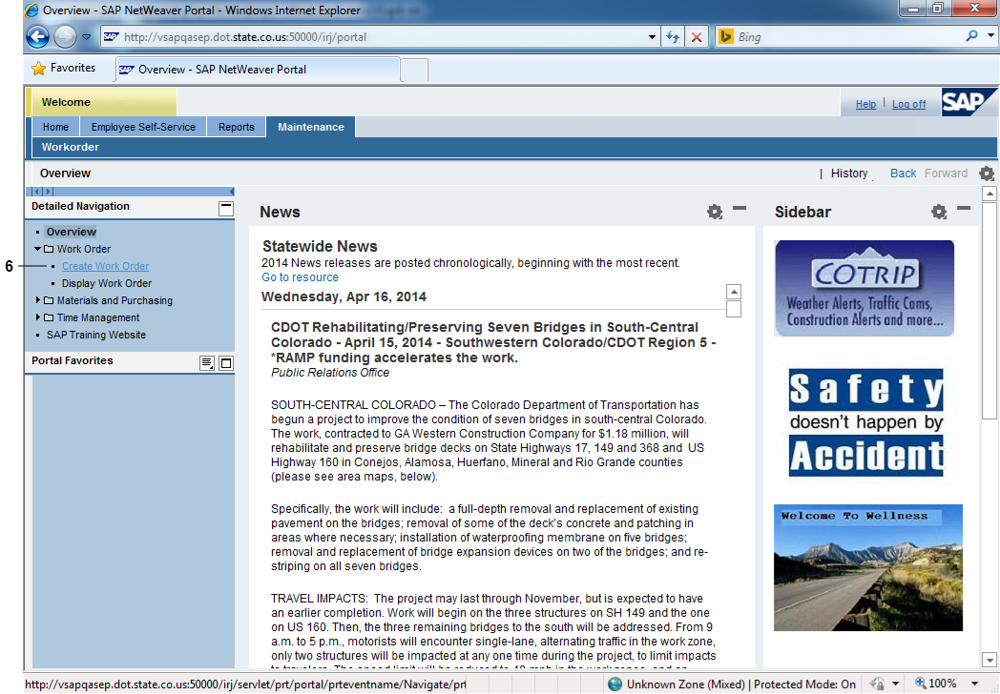 Overview - SAP NetWeaver Portal - Windows Internet Explorer
http://vsapqasep.dot.state.co.us:50000/irj/portal
Bing
Favorites
SAP Overview - SAP NetWeaver Portal
Welcome
Help Log off SAP
Home Employee Self-Service Reports Maintenance
Workorder
Overview
| History Back Forward
Detailed Navigation
Overview
Work Order
6
Create Work Order
Display Work Order
Materials and Purchasing
Time Management
SAP Training Website
Portal Favorites
News
Statewide News
2014 News releases are posted chronologically, beginning with the most recent.
Go to resource
Wednesday, Apr 16, 2014
CDOT Rehabilitating/Preserving Seven Bridges in South-Central
Colorado - April 15, 2014 - Southwestern Colorado/CDOT Region 5 -
*RAMP funding accelerates the work.
Public Relations Office
SOUTH-CENTRAL COLORADO – The Colorado Department of Transportation has
begun a project to improve the condition of seven bridges in south-central Colorado.
The work, contracted to GA Western Construction Company for $1.18 million, will
rehabilitate and preserve bridge decks on State Highways 17, 149 and 368 and US
Highway 160 in Conejos, Alamosa, Huerfano, Mineral and Rio Grande counties
(please see area maps, below).
Specifically, the work will include: a full-depth removal and replacement of existing
pavement on the bridges; removal of some of the deck's concrete and patching in
areas where necessary; installation of waterproofing membrane on five bridges;
removal and replacement of bridge expansion devices on two of the bridges; and re-
striping on all seven bridges.
TRAVEL IMPACTS: The project may last through November, but is expected to have
an earlier completion. Work will begin on the three structures on SH 149 and the one
on US 160. Then, the three remaining bridges to the south will be addressed. From 9
a.m. to 5 p.m., motorists will encounter single-lane, alternating traffic in the work zone,
only two structures will be impacted at any one time during the project, to limit impacts
Sidebar
COTRIP
Weather Alerts, Traffic Cams,
Construction Alerts and more...
Safety
doesn't happen by
Accident
Welcome To Wellness
http://vsapqasep.dot.state.co.us:50000/irj/servlet/prt/portal/prteventname/Navigate/prt
Unknown Zone (Mixed) | Protected Mode: On
100%